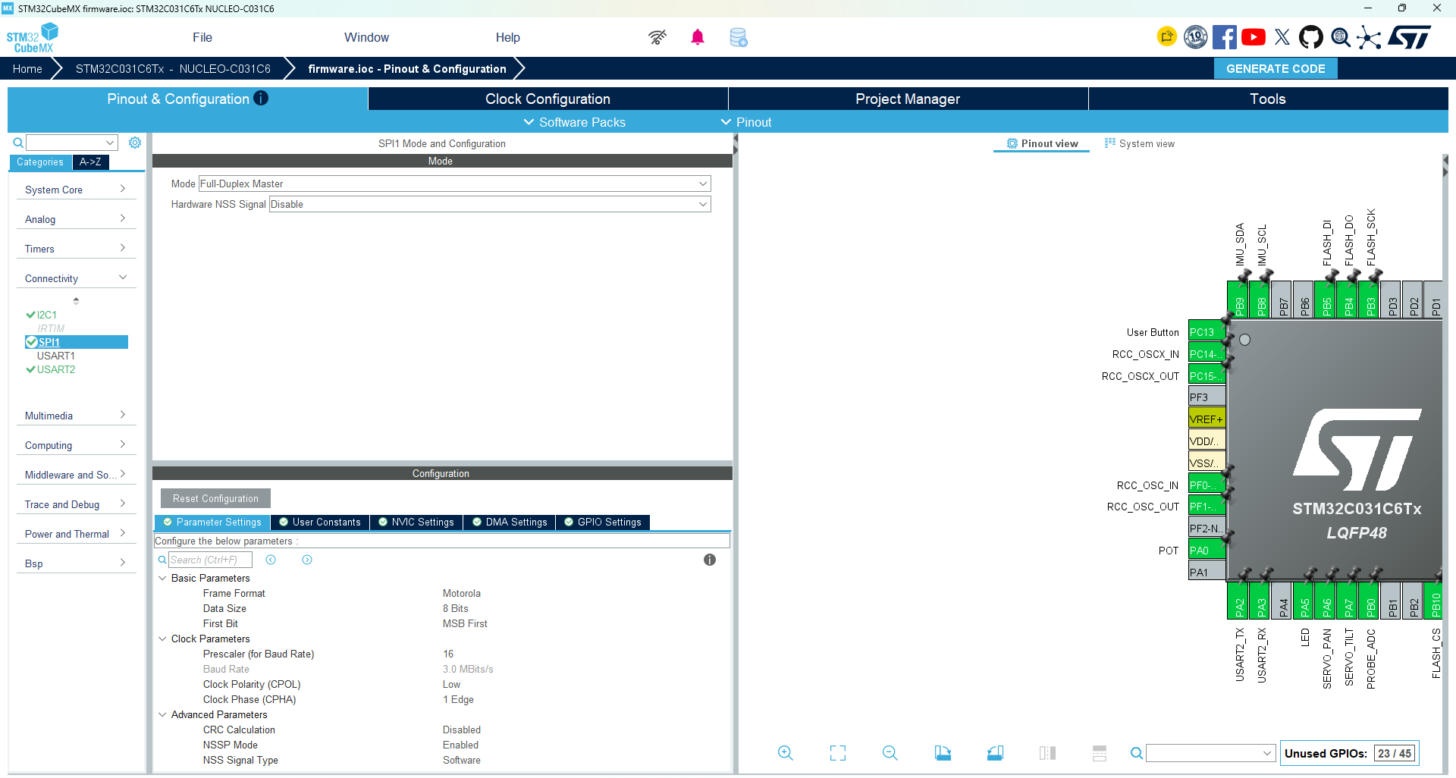 MX STM32CubeMX firmware.ioc: STM32C031C6Tx NUCLEO-C031C6
STM32
CubeMX
File
Window
Help
10
Home
STM32C031C6Tx - NUCLEO-C031C6
firmware.ioc - Pinout & Configuration
GENERATE CODE
Pinout & Configuration
Clock Configuration
Project Manager
Tools
Software Packs
Pinout
Categories
A->Z
System Core
Analog
Timers
Connectivity
I2C1
IRTIM
SPI1
USART1
USART2
Multimedia
Computing
Middleware and So...
Trace and Debug
Power and Thermal
Bsp
SPI1 Mode and Configuration
Mode
Mode Full-Duplex Master
Hardware NSS Signal Disable
Configuration
Reset Configuration
Parameter Settings
User Constants
NVIC Settings
DMA Settings
GPIO Settings
Configure the below parameters :
Search (Ctrl+F)
Basic Parameters
Frame Format Motorola
Data Size 8 Bits
First Bit MSB First
Clock Parameters
Prescaler (for Baud Rate) 16
Baud Rate 3.0 MBits/s
Clock Polarity (CPOL) Low
Clock Phase (CPHA) 1 Edge
Advanced Parameters
CRC Calculation Disabled
NSSP Mode Enabled
NSS Signal Type Software
Pinout view
System view
IMU_SDA
IMU_SCL
FLASH_DI
FLASH_DO
FLASH_SCK
PB9
PB8
PB7
PB6
PB5
PB4
PB3
PD3
PD2
PD1
User Button PC13
RCC_OSCX_IN PC14-..
RCC_OSCX_OUT PC15-..
PF3
VREF+
VDD/..
VSS/..
RCC_OSC_IN PF0-..
RCC_OSC_OUT PF1-..
PF2-N..
POT PA0
PA1
STM32C031C6Tx
LQFP48
PA2
PA3
PA4
PA5
PA6
PA7
PB0
PB1
PB2
PB10
USART2_TX
USART2_RX
LED
SERVO_PAN
SERVO_TILT
PROBE_ADC
FLASH_CS
Unused GPIOs: 23 / 45